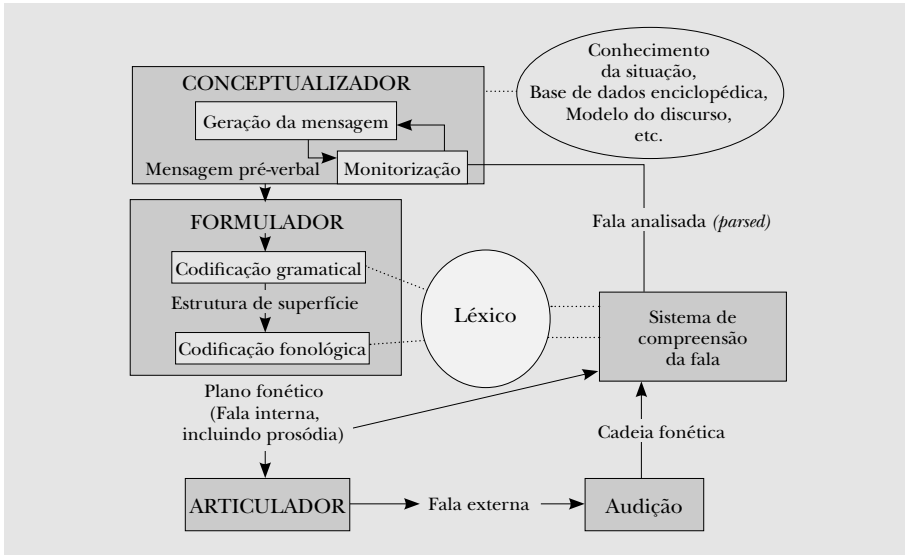 Conhecimento
da situação,
Base de dados enciclopédica,
Modelo do discurso,
etc.
CONCEPTUALIZADOR
Geração da mensagem
Mensagem pré-verbal
Monitorização
FORMULADOR
Codificação gramatical
Estrutura de superfície
Codificação fonológica
Léxico
Fala analisada (parsed)
Sistema de
compreensão
da fala
Plano fonético
(Fala interna,
incluindo prosódia)
Cadeia fonética
ARTICULADOR
Fala externa
Audição